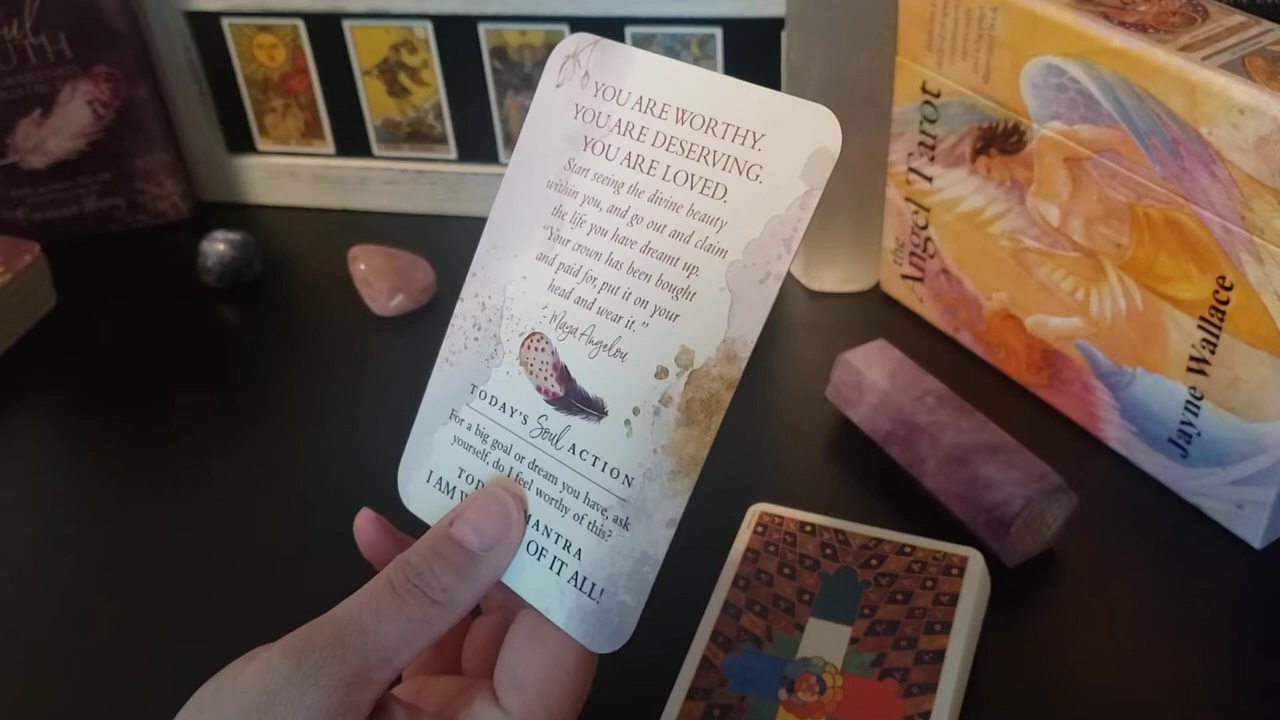 YOU ARE WORTHY.
YOU ARE DESERVING.
YOU ARE LOVED.
Start seeing the divine beauty
within you, and go out and claim
the life you have dreamt up.
"Your crown has been bought
and paid for, put it on your
head and wear it."
- Maya Angelou
TODAY'S Soul ACTION
For a big goal or dream you have, ask
yourself, do I feel worthy of this?
MANTRA
I AM OF IT ALL!
the Angel Tarot
Jayne Wallace